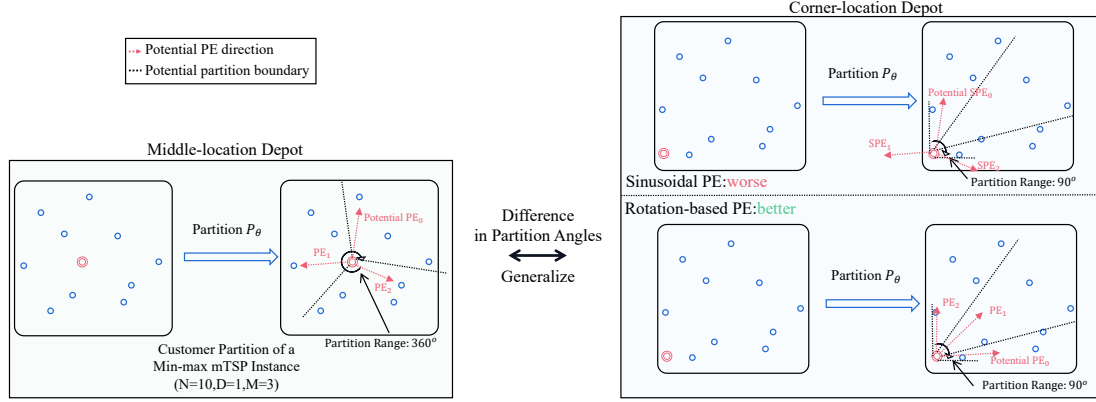 Potential PE direction
Potential partition boundary
Middle-location Depot
Partition Pθ
Potential PE0
PE1
PE2
Partition Range: 360°
Customer Partition of a
Min-max mTSP Instance
(N=10,D=1,M=3)
Difference
in Partition Angles
Generalize
Corner-location Depot
Partition Pθ
Potential SPE0
SPE1
SPE2
Partition Range: 90°
Sinusoidal PE:worse
Rotation-based PE:better
Partition Pθ
PE2
PE1
Potential PE0
Partition Range: 90°